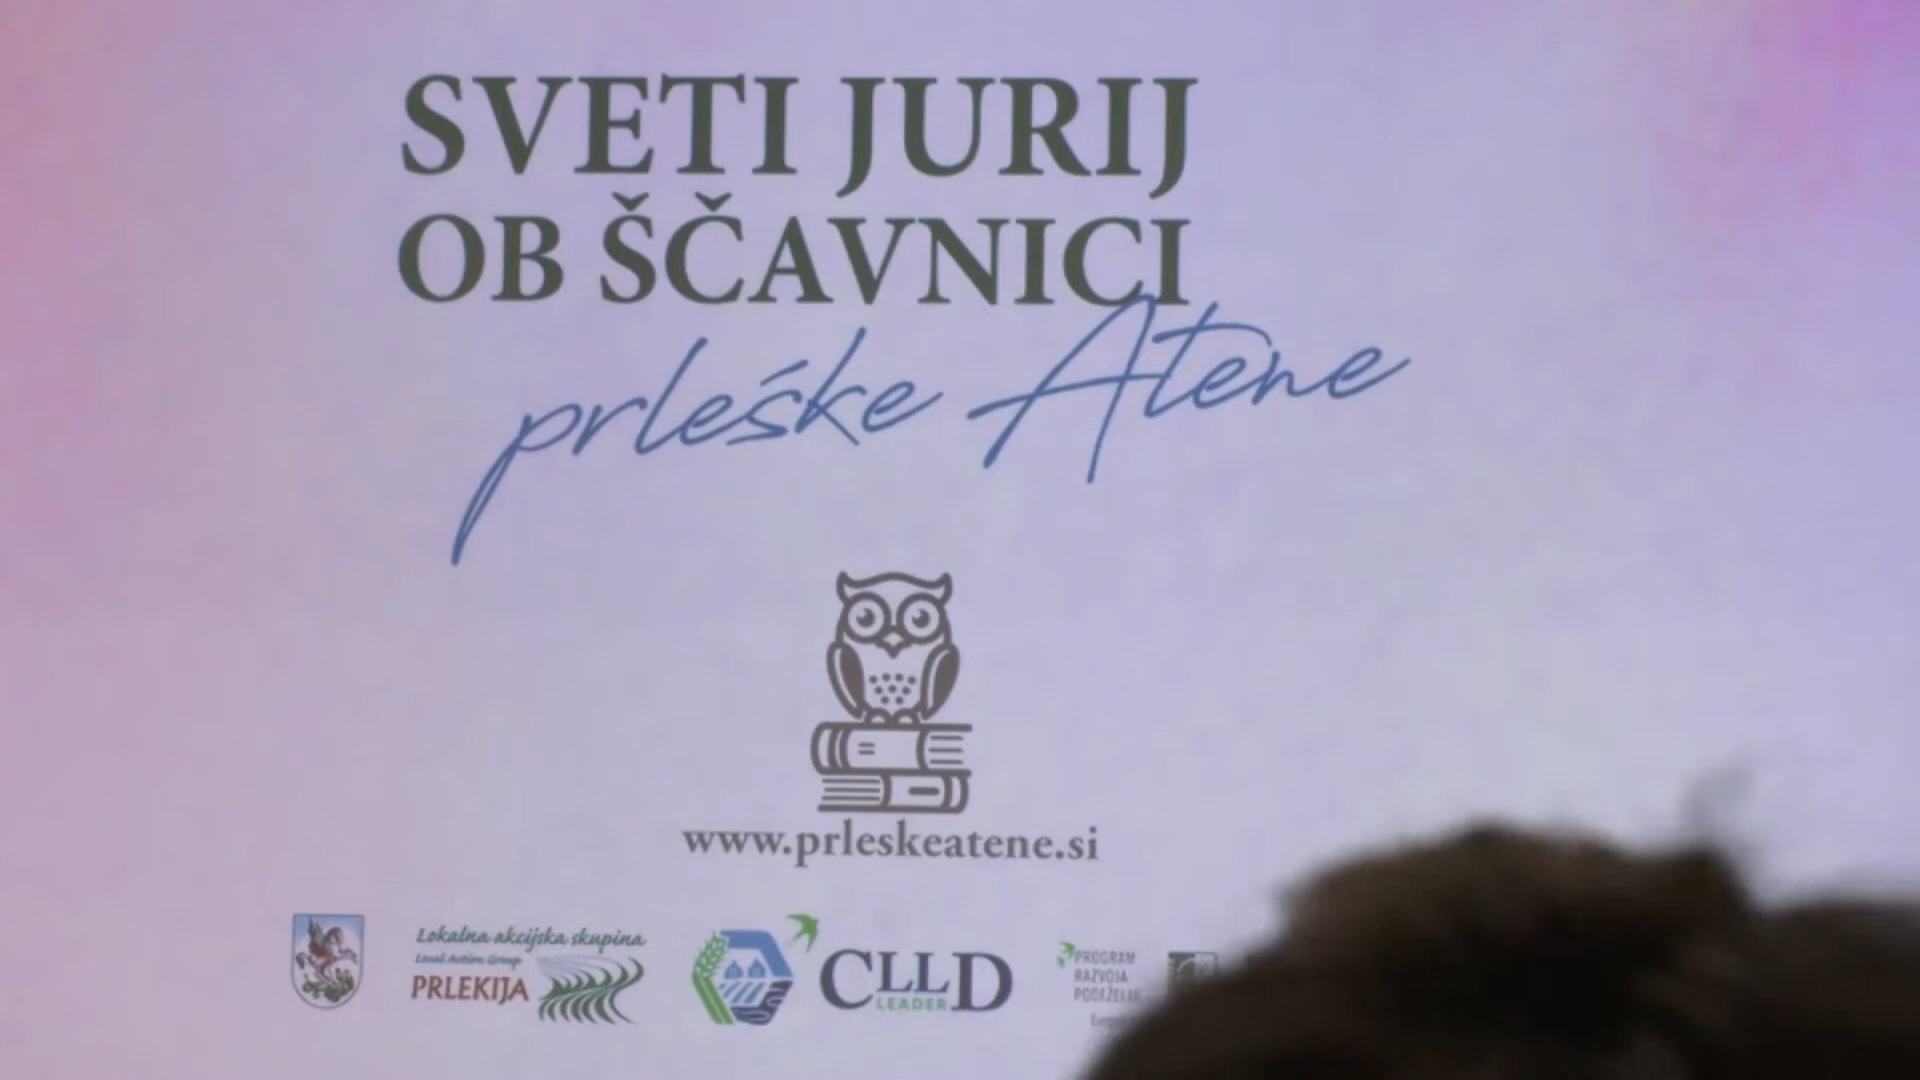 SVETI JURIJ
OB ŠČAVNICI
prleške Atene
www.prleskeatene.si
Lokalna akcijska skupina
Local Action Group
PRLEKIJA
CLLD
LEADER
PROGRAM
RAZVOJA